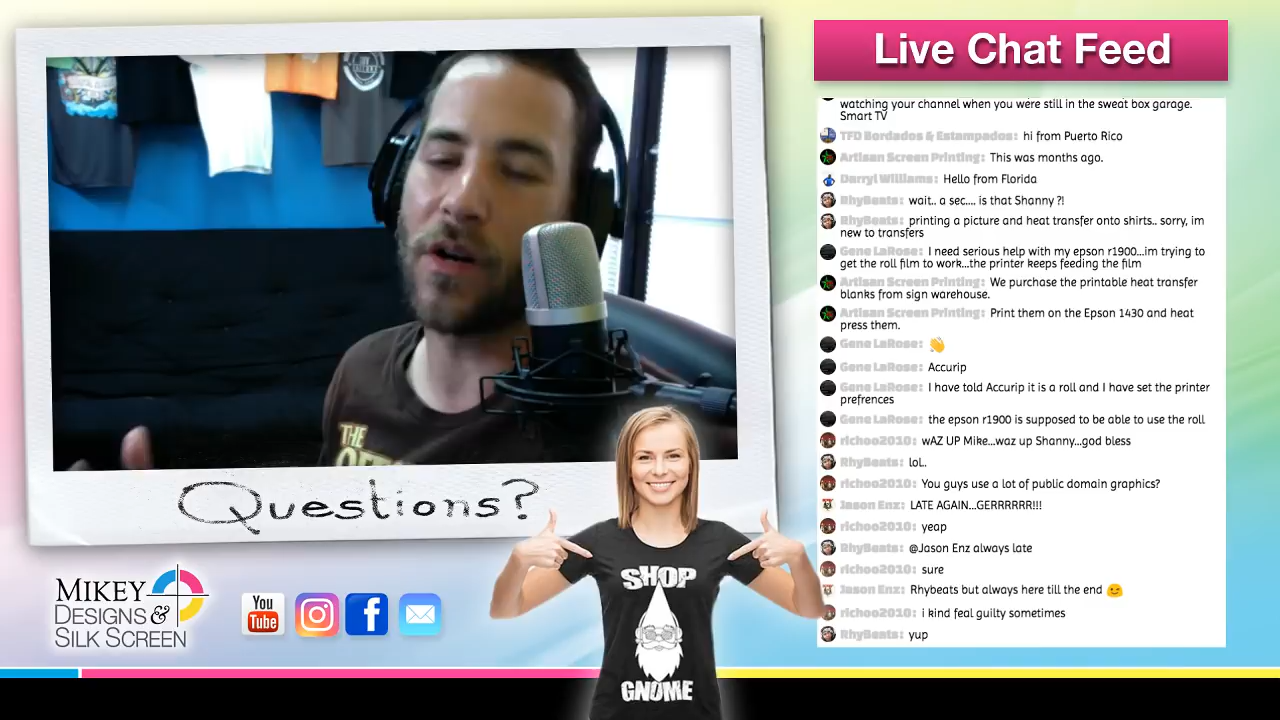 Live Chat Feed
watching your channel when you were still in the sweat box garage.
Smart TV
TFD Bordados & Estampados: hi from Puerto Rico
Artisan Screen Printing: This was months ago.
Darryl Williams: Hello from Florida
RhyBeats: wait.. a sec.... is that Shanny ?!
RhyBeats: printing a picture and heat transfer onto shirts.. sorry, im
new to transfers
Gene LaRose: I need serious help with my epson r1900...im trying to
get the roll film to work...the printer keeps feeding the film
Artisan Screen Printing: We purchase the printable heat transfer
blanks from sign warehouse.
Artisan Screen Printing: Print them on the Epson 1430 and heat
press them.
Gene LaRose: 👋
Gene LaRose: Accurip
Gene LaRose: I have told Accurip it is a roll and I have set the printer
prefrences
Gene LaRose: the epson r1900 is supposed to be able to use the roll
richoo2010: wAZ UP Mike...waz up Shanny...god bless
RhyBeats: lol..
richoo2010: You guys use a lot of public domain graphics?
Jason Enz: LATE AGAIN...GERRRRRR!!!
richoo2010: yeap
RhyBeats: @Jason Enz always late
richoo2010: sure
Jason Enz: Rhybeats but always here till the end 🤗
richoo2010: i kind feal guilty sometimes
RhyBeats: yup
THE
Questions?
MIKEY
DESIGNS &
SILK SCREEN
You
Tube
SHOP
GNOME